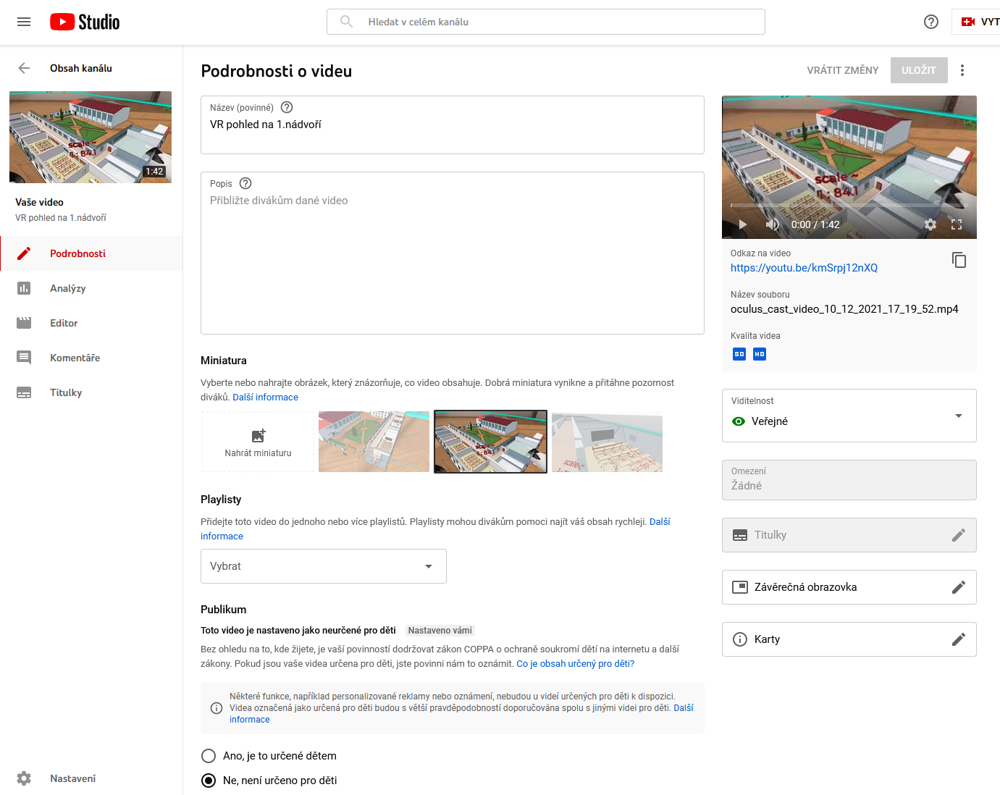 Studio
Hledat v celém kanálu
VYT
Obsah kanálu
scale ~
1 : 84.1
1:42
Vaše video
VR pohled na 1.nádvoří
Podrobnosti
Analýzy
Editor
Komentáře
Titulky
Nastavení
Podrobnosti o videu
VRÁTIT ZMĚNY
ULOŽIT
Název (povinné)
VR pohled na 1.nádvoří
Popis
Přibližte divákům dané video
Miniatura
Vyberte nebo nahrajte obrázek, který znázorňuje, co video obsahuje. Dobrá miniatura vynikne a přitáhne pozornost
diváků. Další informace
Nahrát miniaturu
scale
1 : 84.
scale~
Playlisty
Přidejte toto video do jednoho nebo více playlistů. Playlisty mohou divákům pomoci najít váš obsah rychleji. Další
informace
Vybrat
Publikum
Toto video je nastaveno jako neurčené pro děti
Nastaveno vámi
Bez ohledu na to, kde žijete, je vaší povinností dodržovat zákon COPPA o ochraně soukromí dětí na internetu a další
zákony. Pokud jsou vaše videa určena pro děti, jste povinni nám to oznámit. Co je obsah určený pro děti?
Některé funkce, například personalizované reklamy nebo oznámení, nebudou u videí určených pro děti k dispozici.
Videa označená jako určená pro děti budou s větší pravděpodobností doporučována spolu s jinými videi pro děti. Další
informace
Ano, je to určené dětem
Ne, není určeno pro děti
scale ~
1 : 84.1
0:00 / 1:42
Odkaz na video
https://youtu.be/kmSrpj12nXQ
Název souboru
oculus_cast_video_10_12_2021_17_19_52.mp4
Kvalita videa
SD
HD
Viditelnost
Veřejné
Omezení
Žádné
Titulky
Závěrečná obrazovka
Karty